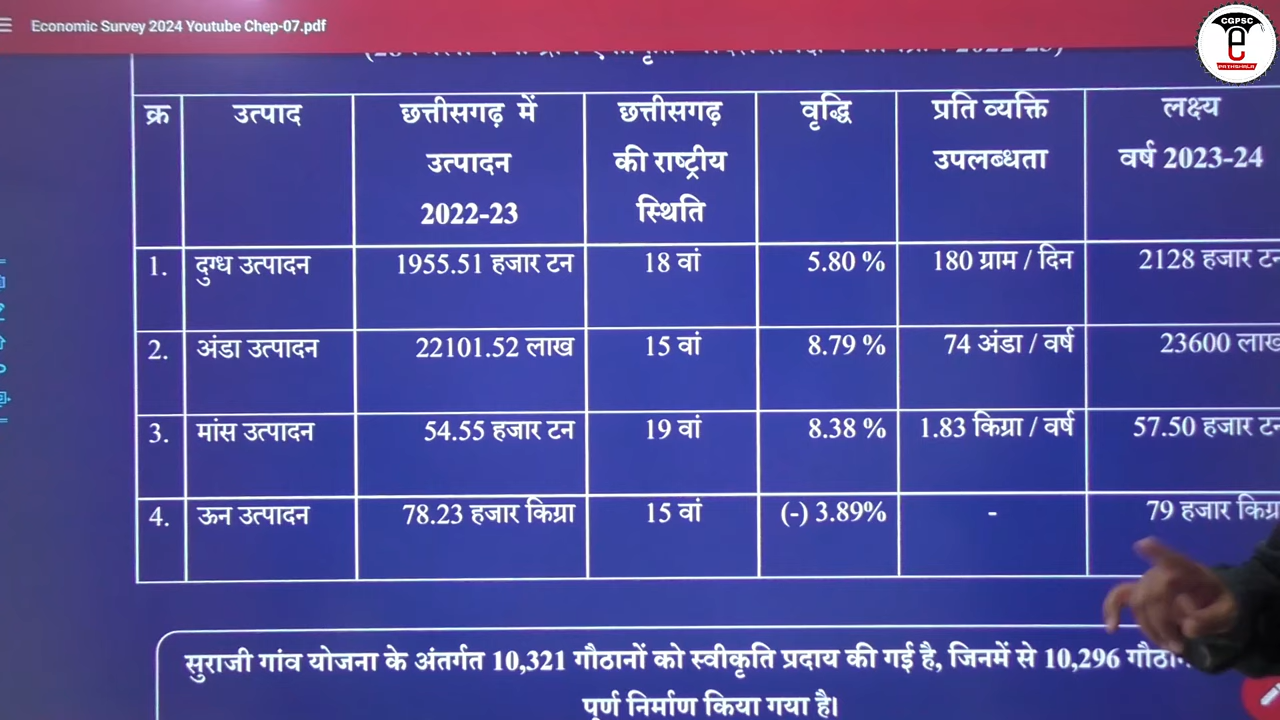 Economic Survey 2024 Youtube Chep-07.pdf
CGPSC
e
PATHSHALA
क्र उत्पाद छत्तीसगढ़ में उत्पादन 2022-23 छत्तीसगढ़ की राष्ट्रीय स्थिति वृद्धि प्रति व्यक्ति उपलब्धता लक्ष्य वर्ष 2023-24
1. दुग्ध उत्पादन 1955.51 हजार टन 18 वां 5.80 % 180 ग्राम / दिन 2128 हजार टन
2. अंडा उत्पादन 22101.52 लाख 15 वां 8.79 % 74 अंडा / वर्ष 23600 लाख
3. मांस उत्पादन 54.55 हजार टन 19 वां 8.38 % 1.83 किग्रा / वर्ष 57.50 हजार टन
4. ऊन उत्पादन 78.23 हजार किग्रा 15 वां (-) 3.89% - 79 हजार किग्रा
सुराजी गांव योजना के अंतर्गत 10,321 गौठानों को स्वीकृति प्रदाय की गई है, जिनमें से 10,296
पूर्ण निर्माण किया गया है।